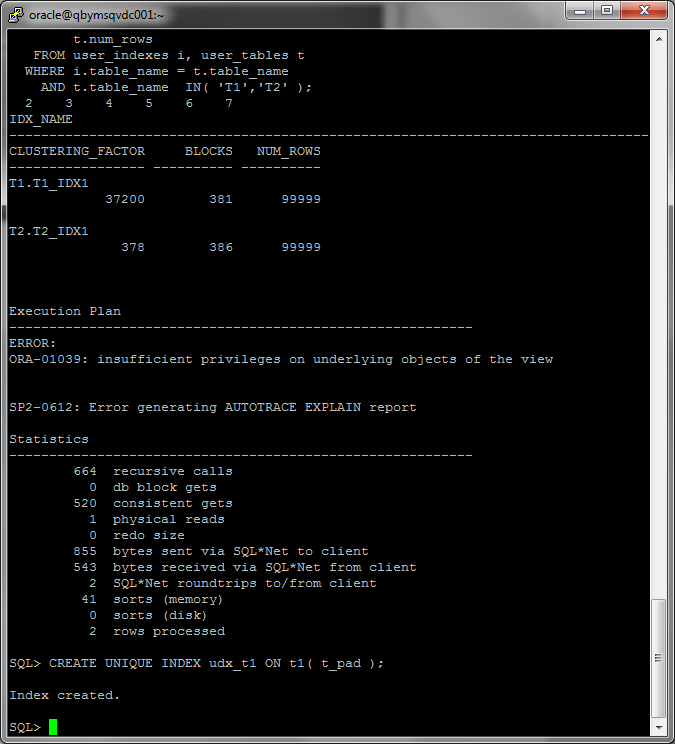 oracle@qbymsqvdc001:~
        t.num_rows
   FROM user_indexes i, user_tables t
  WHERE i.table_name = t.table_name
    AND t.table_name  IN( 'T1','T2' );
  2    3    4    5    6    7
IDX_NAME
--------------------------------------------------------------------------------
CLUSTERING_FACTOR     BLOCKS   NUM_ROWS
----------------- ---------- ----------
T1.T1_IDX1
            37200        381      99999

T2.T2_IDX1
              378        386      99999

Execution Plan
----------------------------------------------------------
ERROR:
ORA-01039: insufficient privileges on underlying objects of the view

SP2-0612: Error generating AUTOTRACE EXPLAIN report

Statistics
----------------------------------------------------------
        664  recursive calls
          0  db block gets
        520  consistent gets
          1  physical reads
          0  redo size
        855  bytes sent via SQL*Net to client
        543  bytes received via SQL*Net from client
          2  SQL*Net roundtrips to/from client
         41  sorts (memory)
          0  sorts (disk)
          2  rows processed

SQL> CREATE UNIQUE INDEX udx_t1 ON t1( t_pad );

Index created.

SQL>